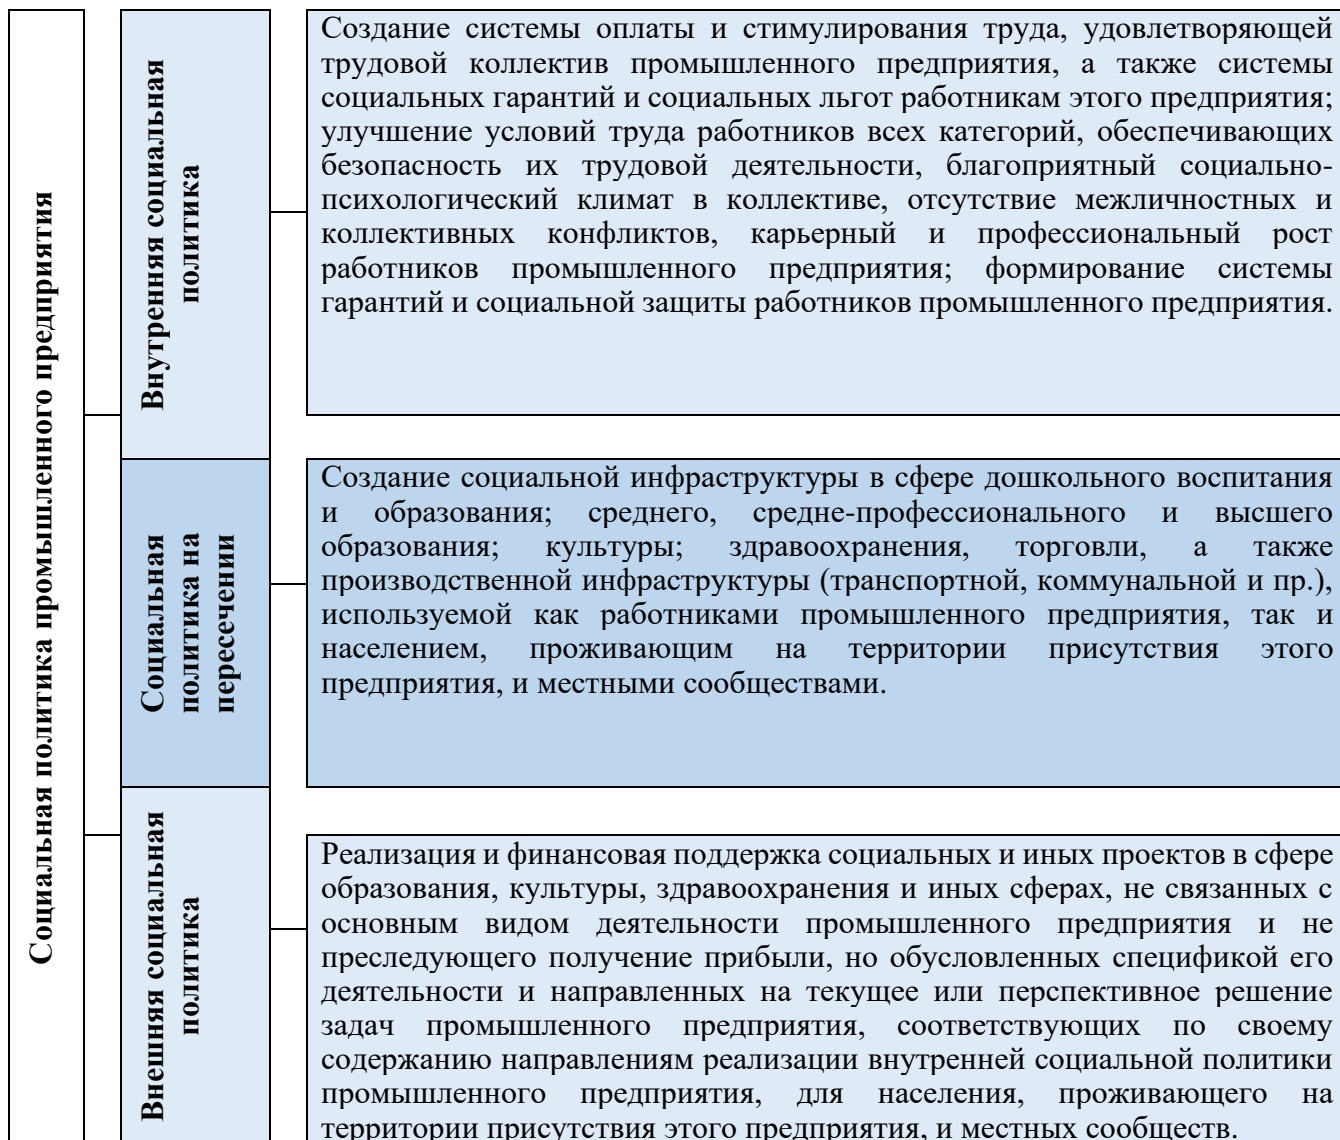 Социальная политика промышленного предприятия
Внутренняя социальная
политика
Создание системы оплаты и стимулирования труда, удовлетворяющей
трудовой коллектив промышленного предприятия, а также системы
социальных гарантий и социальных льгот работникам этого предприятия;
улучшение условий труда работников всех категорий, обеспечивающих
безопасность их трудовой деятельности, благоприятный социально-
психологический климат в коллективе, отсутствие межличностных и
коллективных конфликтов, карьерный и профессиональный рост
работников промышленного предприятия; формирование системы
гарантий и социальной защиты работников промышленного предприятия.
Социальная
политика на
пересечении
Создание социальной инфраструктуры в сфере дошкольного воспитания
и образования; среднего, средне-профессионального и высшего
образования; культуры; здравоохранения, торговли, а также
производственной инфраструктуры (транспортной, коммунальной и пр.),
используемой как работниками промышленного предприятия, так и
населением, проживающим на территории присутствия этого
предприятия, и местными сообществами.
Внешняя социальная
политика
Реализация и финансовая поддержка социальных и иных проектов в сфере
образования, культуры, здравоохранения и иных сферах, не связанных с
основным видом деятельности промышленного предприятия и не
преследующего получение прибыли, но обусловленных спецификой его
деятельности и направленных на текущее или перспективное решение
задач промышленного предприятия, соответствующих по своему
содержанию направлениям реализации внутренней социальной политики
промышленного предприятия, для населения, проживающего на
территории присутствия этого предприятия, и местных сообществ.